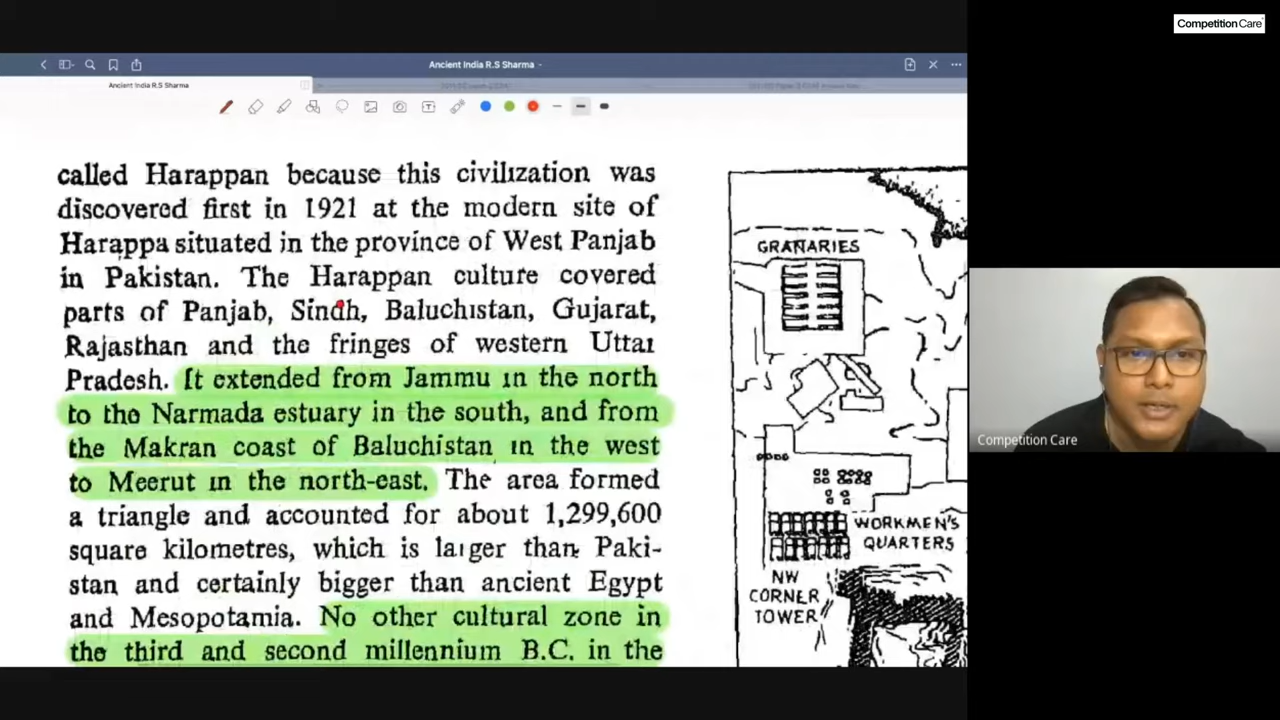 CompetitionCare
Ancient India R.S Sharma
Ancient India R.S Sharma
called Harappan because this civilization was
discovered first in 1921 at the modern site of
Harappa situated in the province of West Panjab
in Pakistan. The Harappan culture covered
parts of Panjab, Sindh, Baluchistan, Gujarat,
Rajasthan and the fringes of western Uttar
Pradesh. It extended from Jammu in the north
to the Narmada estuary in the south, and from
the Makran coast of Baluchistan in the west
to Meerut in the north-east. The area formed
a triangle and accounted for about 1,299,600
square kilometres, which is larger than Paki-
stan and certainly bigger than ancient Egypt
and Mesopotamia. No other cultural zone in
the third and second millennium B.C. in the
GRANARIES
WORKMEN'S
QUARTERS
NW
CORNER
TOWER
Competition Care